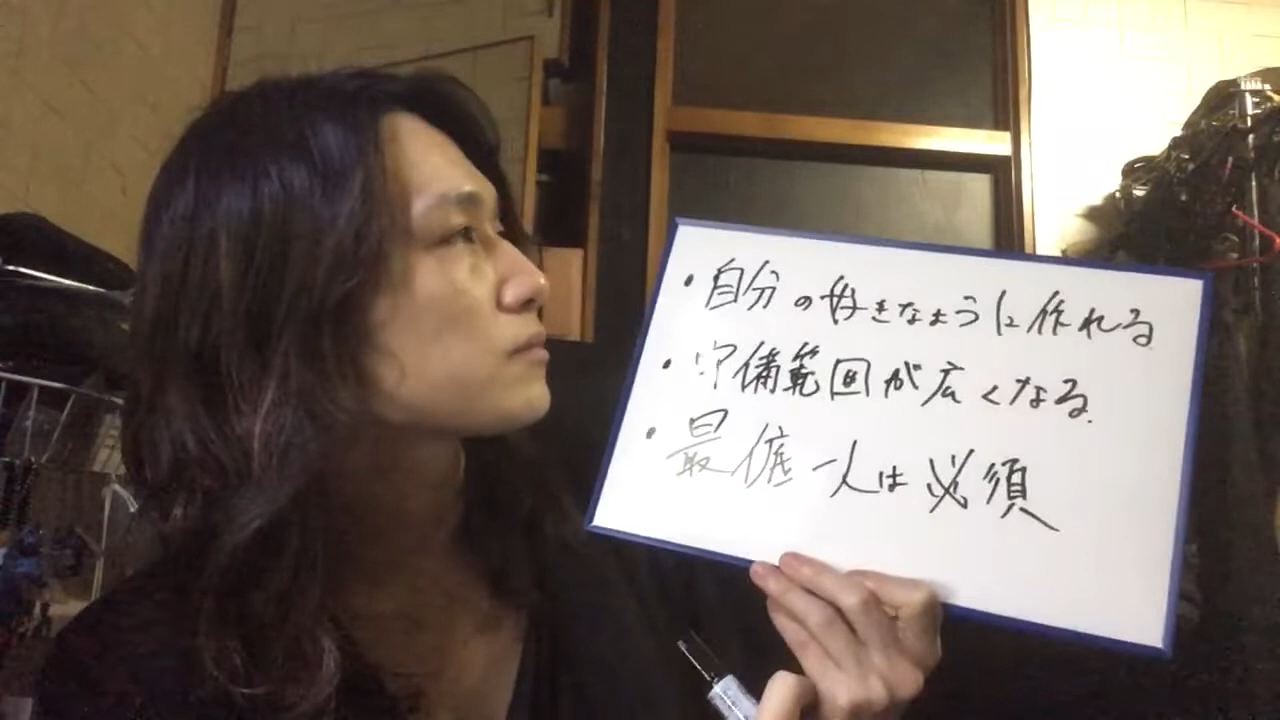 ・自分の好きなように作れる
・守備範囲が広くなる
・最低一人は必須